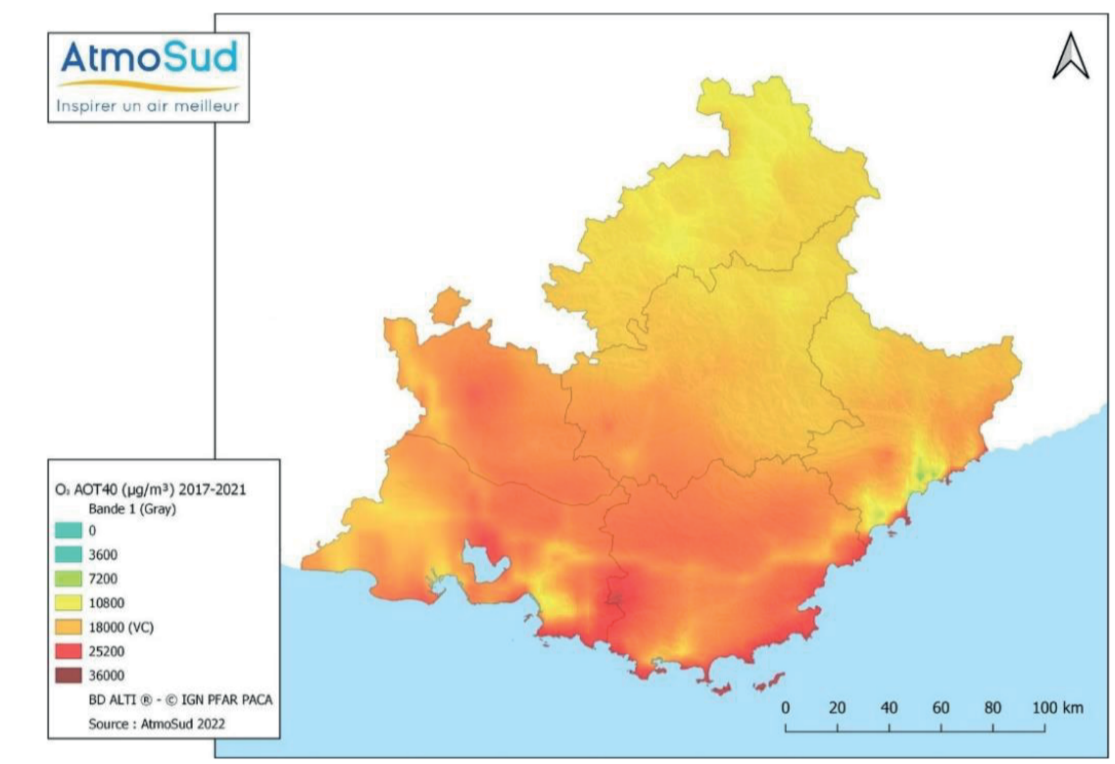 AtmoSud
Inspirer un air meilleur
O₃ AOT40 (µg/m³) 2017-2021
Bande 1 (Gray)
0
3600
7200
10800
18000 (VC)
25200
36000
BD ALTI ® - © IGN PFAR PACA
Source : AtmoSud 2022
0 20 40 60 80 100 km